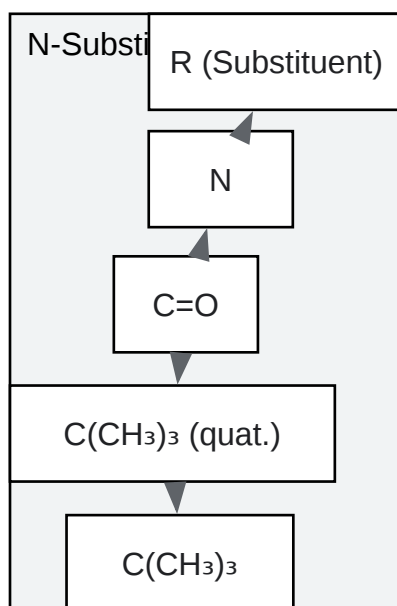 N-Substi
R (Substituent)
N
C=O
C(CH₃)₃ (quat.)
C(CH₃)₃